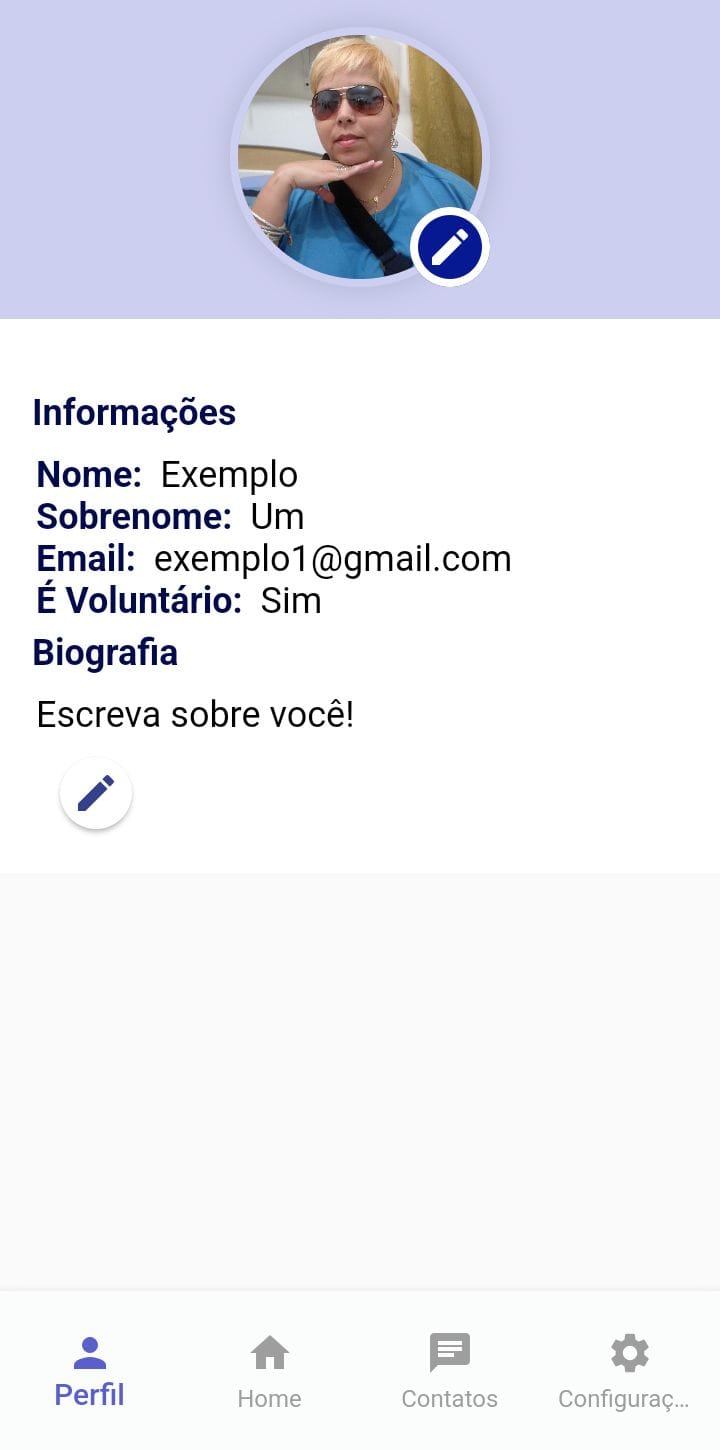 Informações
Nome: Exemplo
Sobrenome: Um
Email: exemplo1@gmail.com
É Voluntário: Sim
Biografia
Escreva sobre você!
Perfil
Home
Contatos
Configuraç...